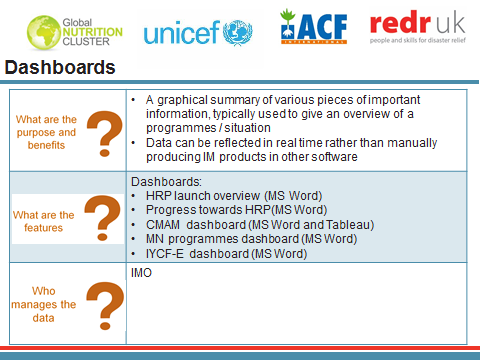 Global
NUTRITION
CLUSTER
unicef
ACF
INTERNATIONAL
redr uk
people and skills for disaster relief
Dashboards
What are the
purpose and
benefits
?
• A graphical summary of various pieces of important
information, typically used to give an overview of a
programmes / situation
• Data can be reflected in real time rather than manually
producing IM products in other software
What are the
features
?
Dashboards:
• HRP launch overview (MS Word)
• Progress towards HRP(MS Word)
• CMAM dashboard (MS Word and Tableau)
• MN programmes dashboard (MS Word)
• IYCF-E dashboard (MS Word)
Who
manages the
data
?
IMO